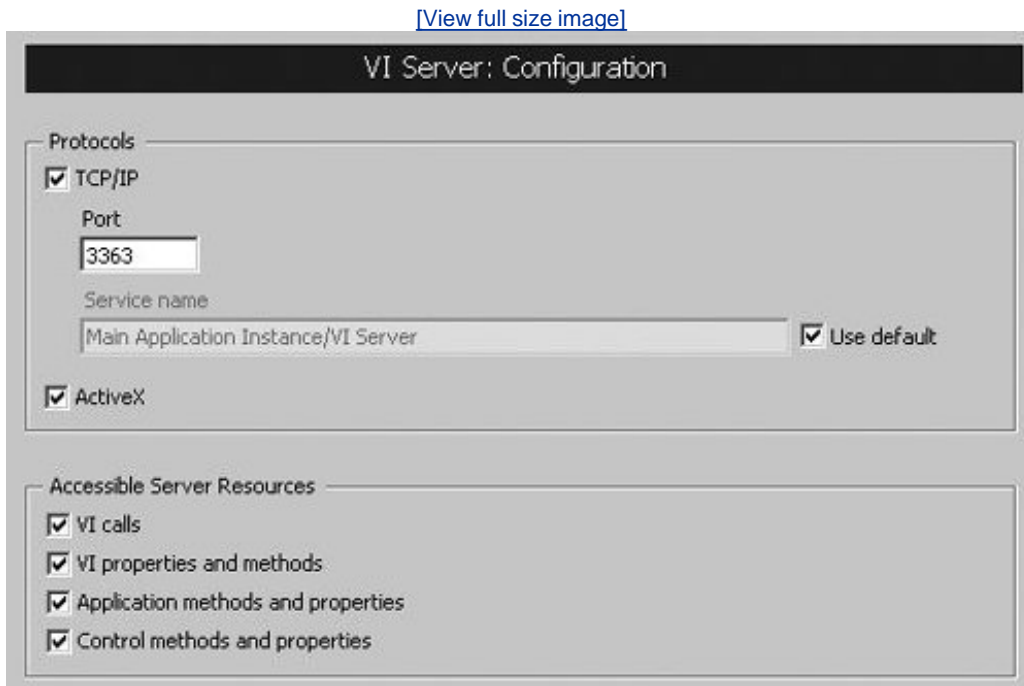 [View full size image]
VI Server: Configuration
Protocols
TCP/IP
Port
3363
Service name
Main Application Instance/VI Server
Use default
ActiveX
Accessible Server Resources
VI calls
VI properties and methods
Application methods and properties
Control methods and properties